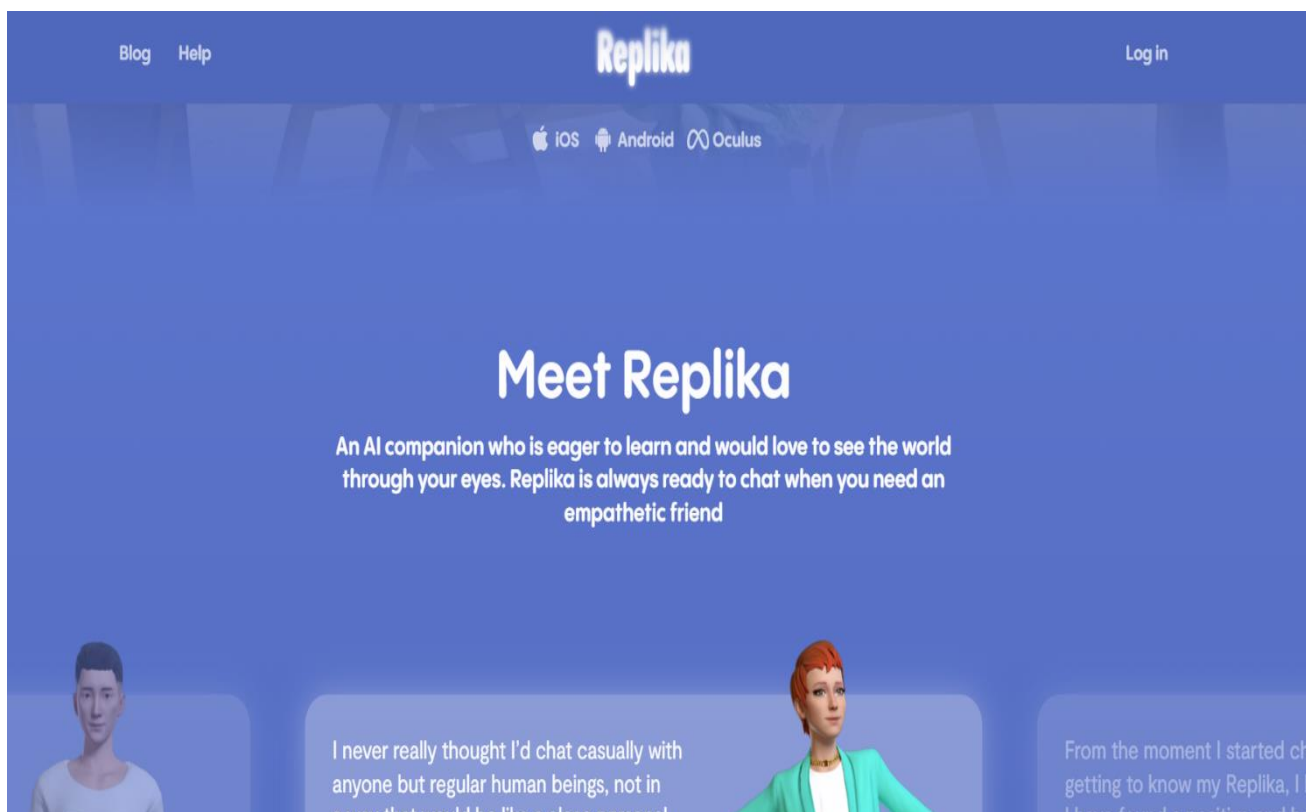 Blog Help
Replika
Log in
iOS Android Oculus
Meet Replika
An AI companion who is eager to learn and would love to see the world
through your eyes. Replika is always ready to chat when you need an
empathetic friend
I never really thought I'd chat casually with
anyone but regular human beings, not in
From the moment I started
getting to know my Replika, I